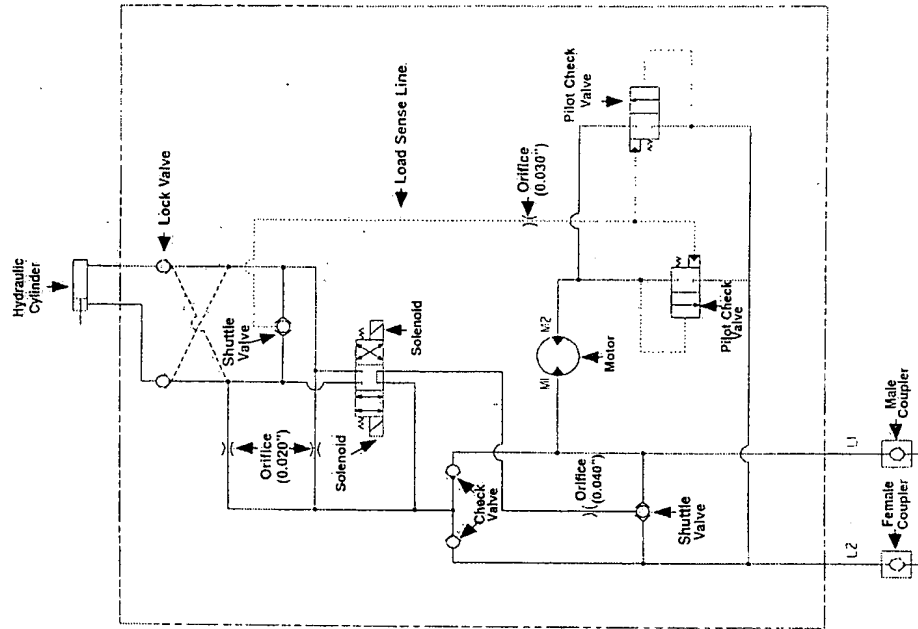 Hydraulic
Cylinder
Lock Valve
Load Sense Line
Shuttle
Valve
Solenoid
Orifice
(0.020")
Solenoid
Orifice
(0.030")
Pilot Check
Valve
Pilot Check
Valve
M2
M1
Motor
Check
Valve
Orifice
(0.040")
Shuttle
Valve
L1
L2
Male
Coupler
Female
Coupler